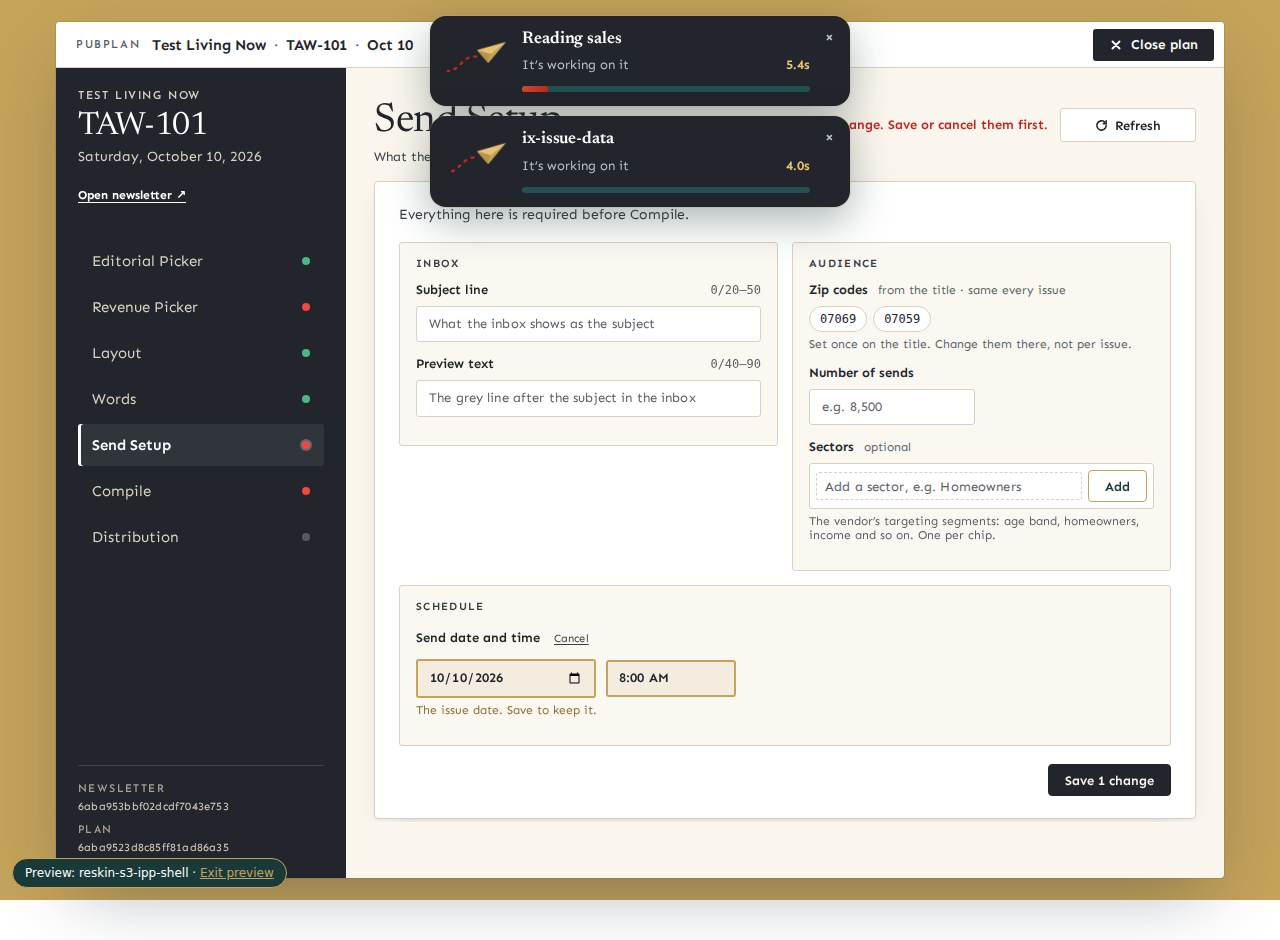 PUBPLAN Test Living Now · TAW-101 · Oct 10
Close plan
Reading sales
It's working on it 5.4s
ix-issue-data
It's working on it 4.0s
TEST LIVING NOW
TAW-101
Saturday, October 10, 2026
Open newsletter ↗
Editorial Picker
Revenue Picker
Layout
Words
Send Setup
Compile
Distribution
NEWSLETTER
6aba953bbf02dcdf7043e753
PLAN
6aba9523d8c85ff81ad86a35
Preview: reskin-s3-ipp-shell · Exit preview
Send Setup
What the
ange. Save or cancel them first.
Refresh
Everything here is required before Compile.
INBOX
Subject line 0/20–50
What the inbox shows as the subject
Preview text 0/40–90
The grey line after the subject in the inbox
AUDIENCE
Zip codes from the title · same every issue
07069 07059
Set once on the title. Change them there, not per issue.
Number of sends
e.g. 8,500
Sectors optional
Add a sector, e.g. Homeowners Add
The vendor's targeting segments: age band, homeowners,
income and so on. One per chip.
SCHEDULE
Send date and time Cancel
10/10/2026 8:00 AM
The issue date. Save to keep it.
Save 1 change